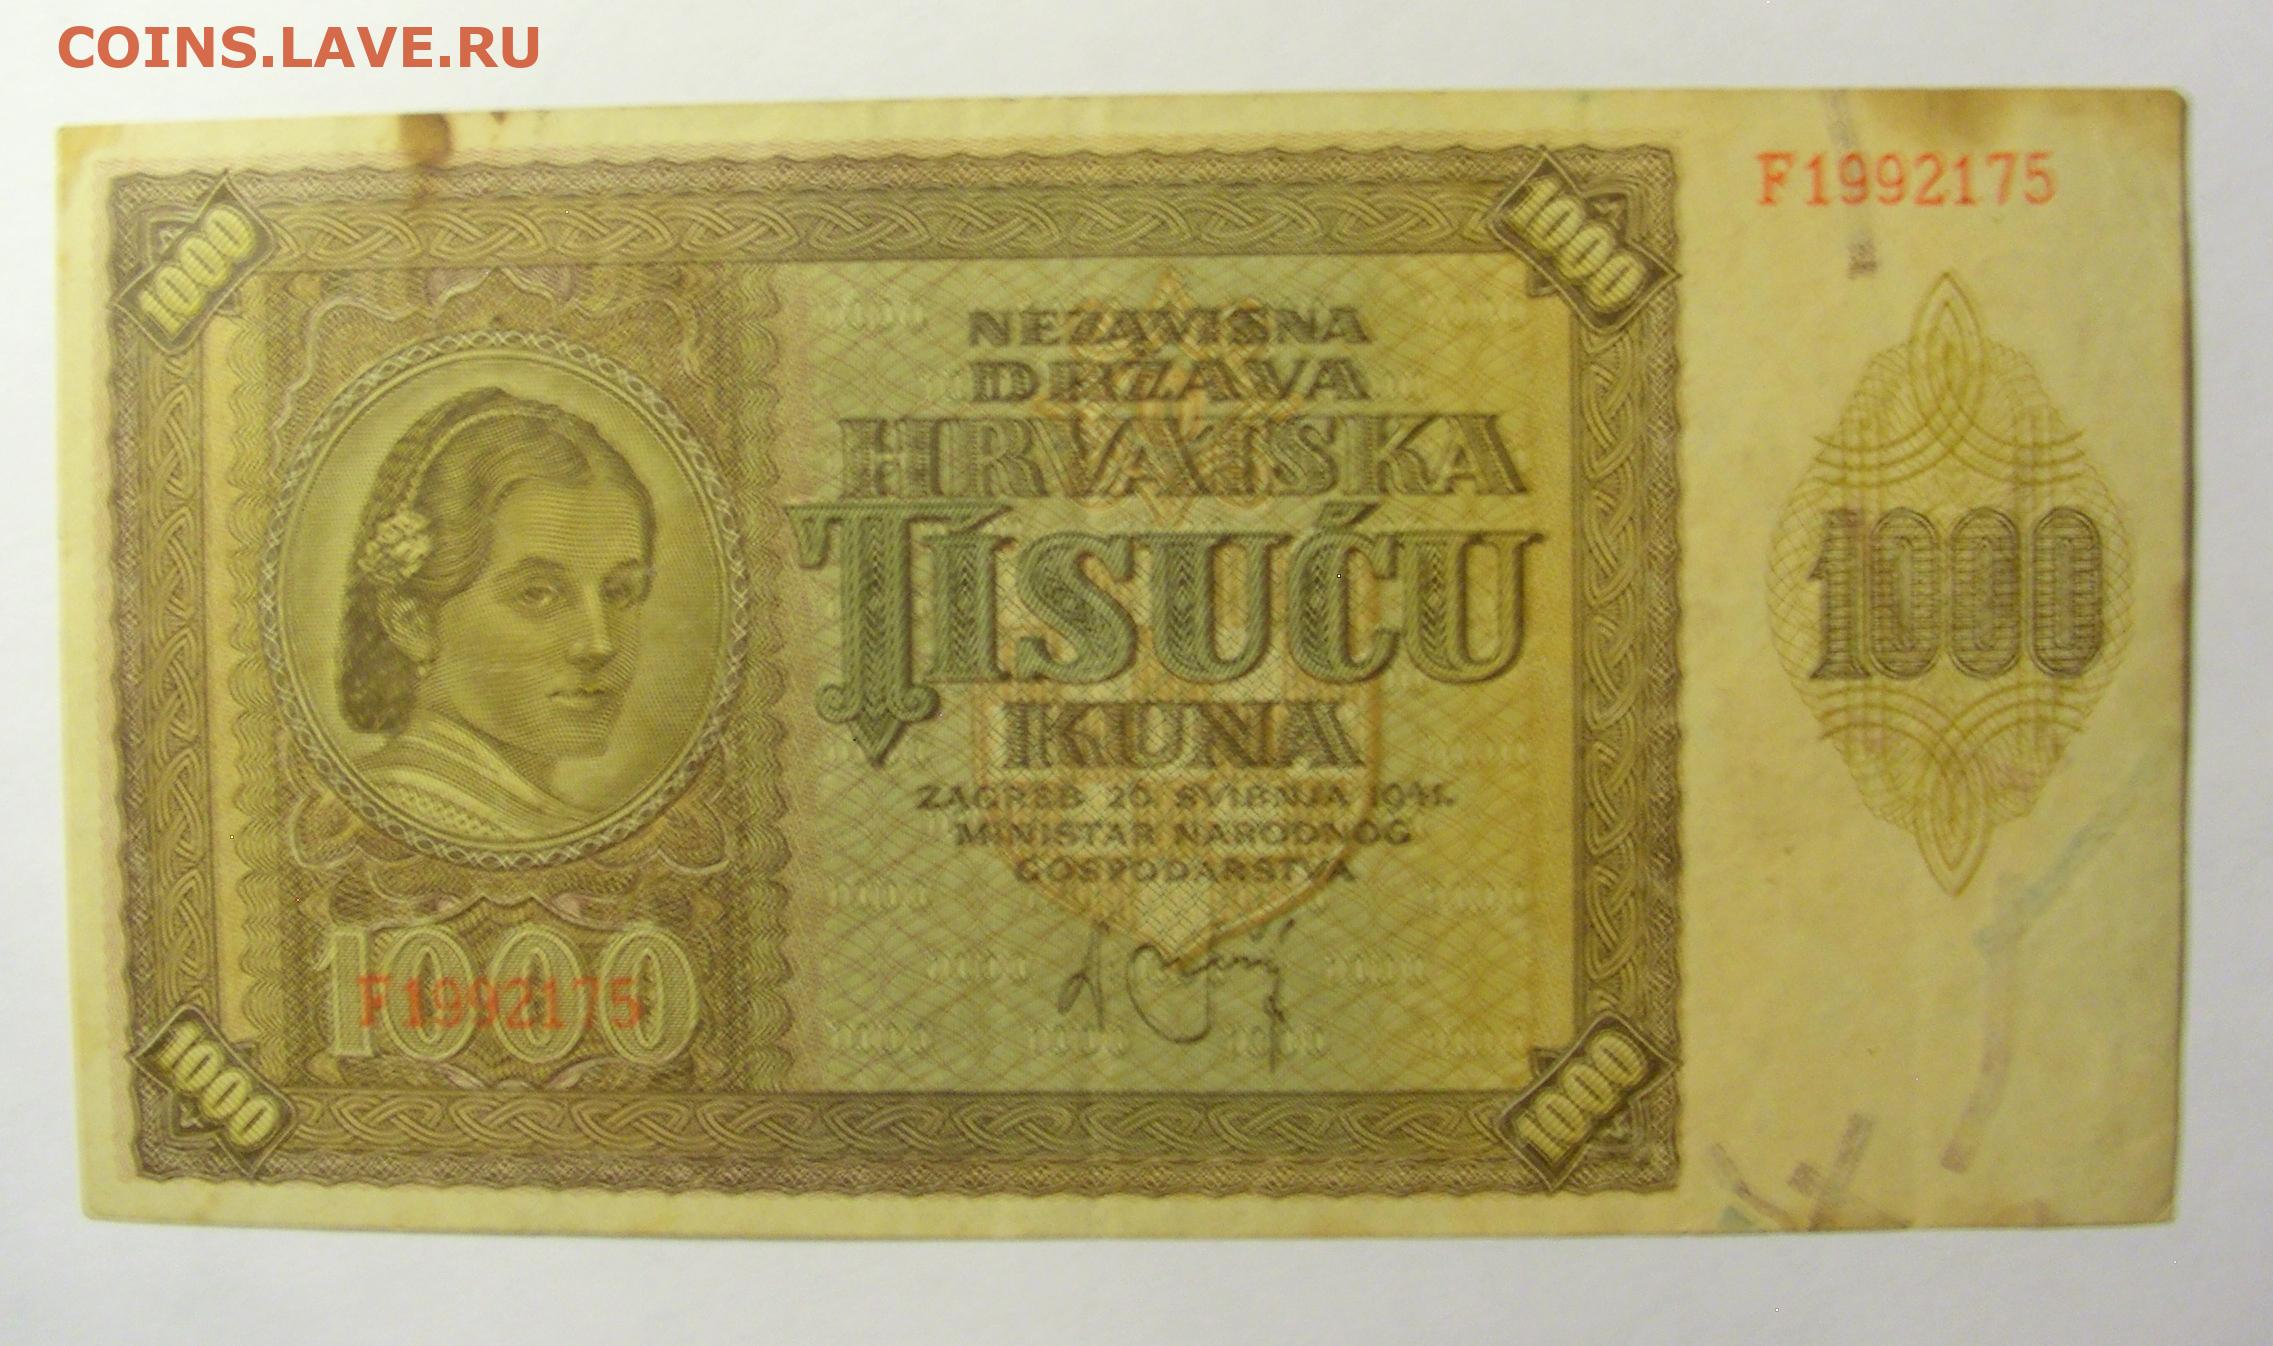 COINS.LAVE.RU
F1992175
1000
1000
NEZAVISNA
DRŽAVA
HRVATSKA
TISUĆU
KUNA
1000
ZAGREB 26. SVIBNJA 1941.
MINISTAR NARODNOG
GOSPODARSTVA
1000
F1992175
1000
1000